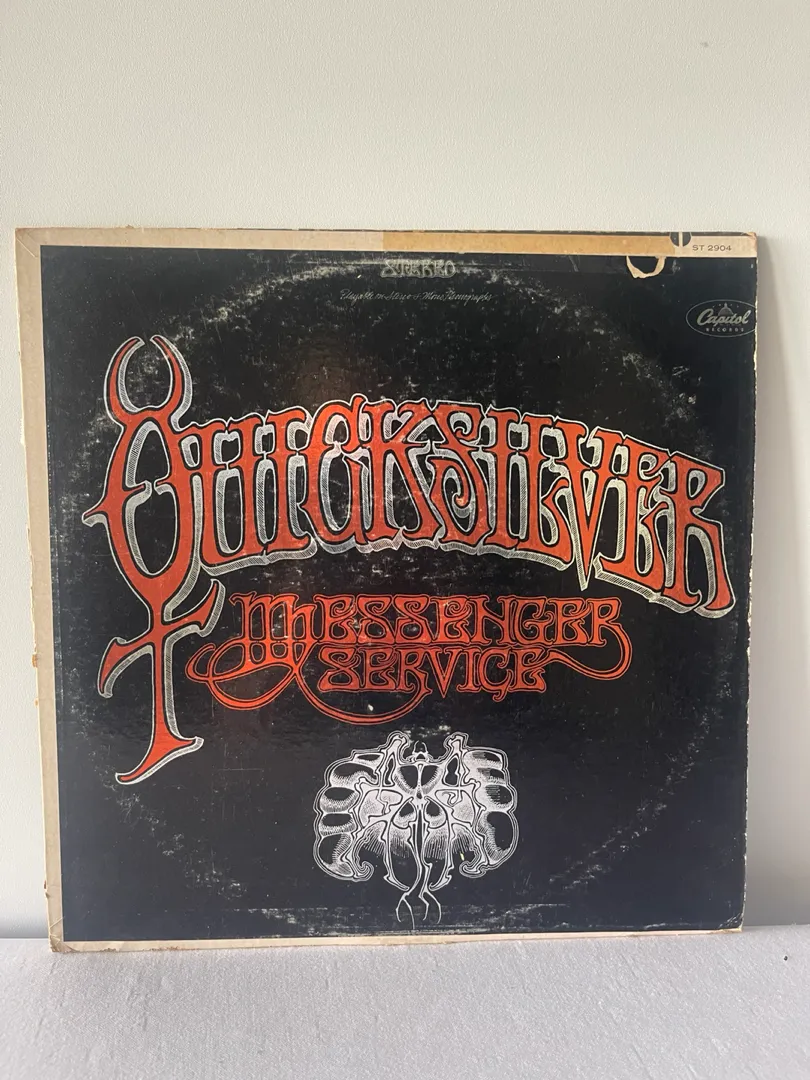 ST 2904
STEREO
Playable on Stereo & Mono Phonographs
Capitol
RECORDS
QUICKSILVER
MESSENGER
SERVICE